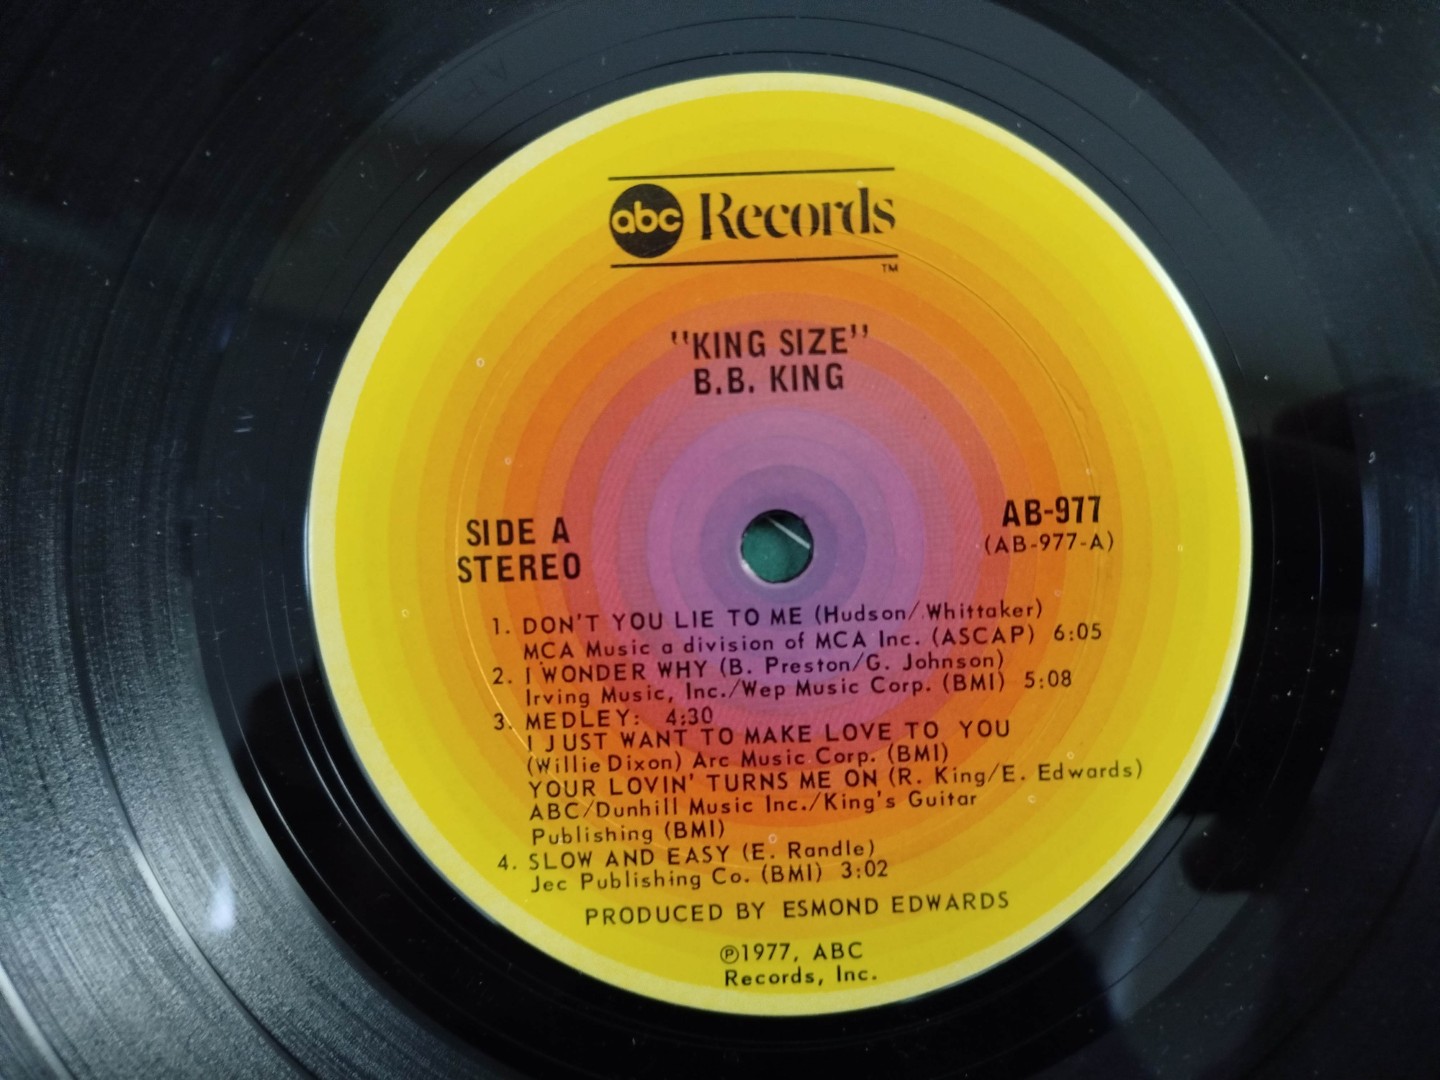 abc Records
TM
"KING SIZE"
B.B. KING
SIDE A
STEREO
AB-977
(AB-977-A)
1. DON'T YOU LIE TO ME (Hudson/Whittaker)
MCA Music a division of MCA Inc. (ASCAP) 6:05
2. I WONDER WHY (B. Preston/G. Johnson)
Irving Music, Inc./Wep Music Corp. (BMI) 5:08
3. MEDLEY: 4:30
I JUST WANT TO MAKE LOVE TO YOU
(Willie Dixon) Arc Music Corp. (BMI)
YOUR LOVIN' TURNS ME ON (R. King/E. Edwards)
ABC/Dunhill Music Inc./King's Guitar
Publishing (BMI)
4. SLOW AND EASY (E. Randle)
Jec Publishing Co. (BMI) 3:02
PRODUCED BY ESMOND EDWARDS
℗1977, ABC
Records, Inc.